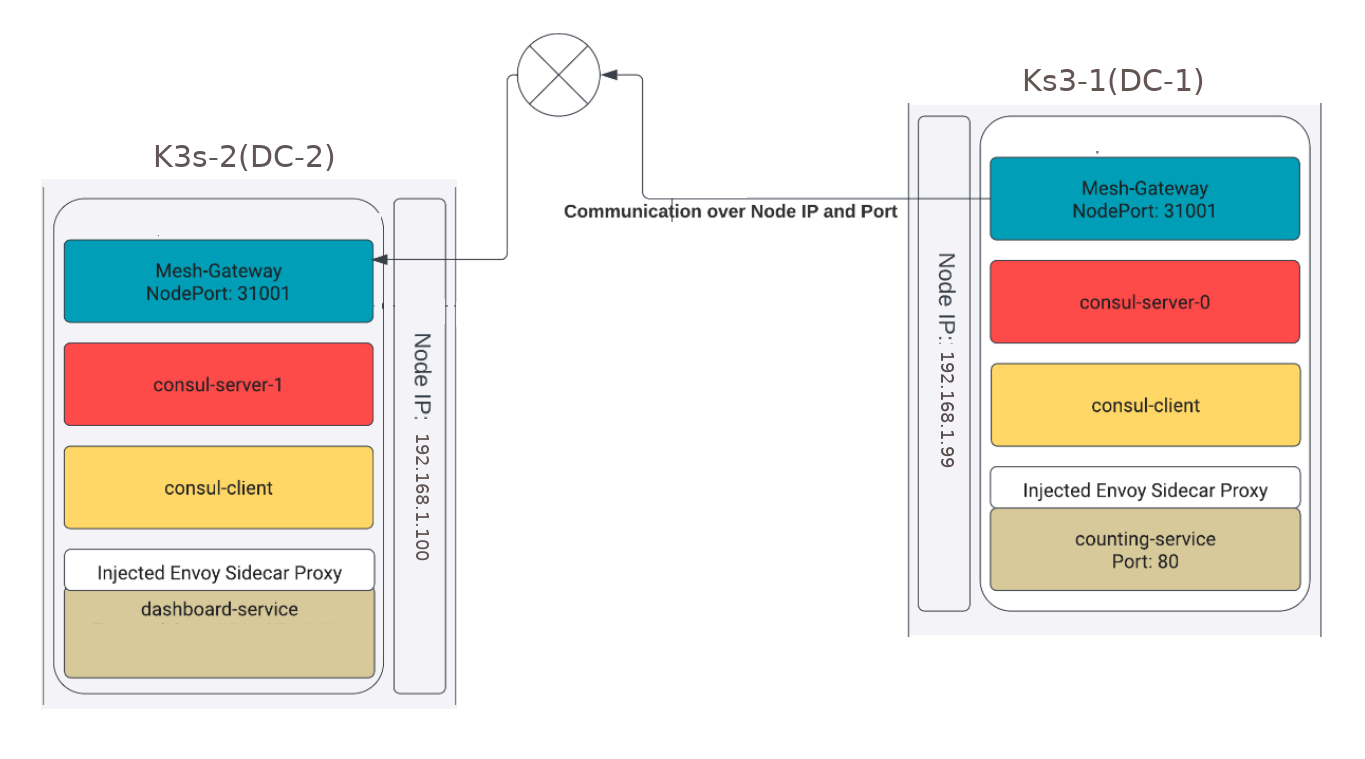 K3s-2(DC-2)
Mesh-Gateway
NodePort: 31001
consul-server-1
consul-client
Injected Envoy Sidecar Proxy
dashboard-service
Node IP: 192.168.1.100
Communication over Node IP and Port
Ks3-1(DC-1)
Node IP: 192.168.1.99
Mesh-Gateway
NodePort: 31001
consul-server-0
consul-client
Injected Envoy Sidecar Proxy
counting-service
Port: 80